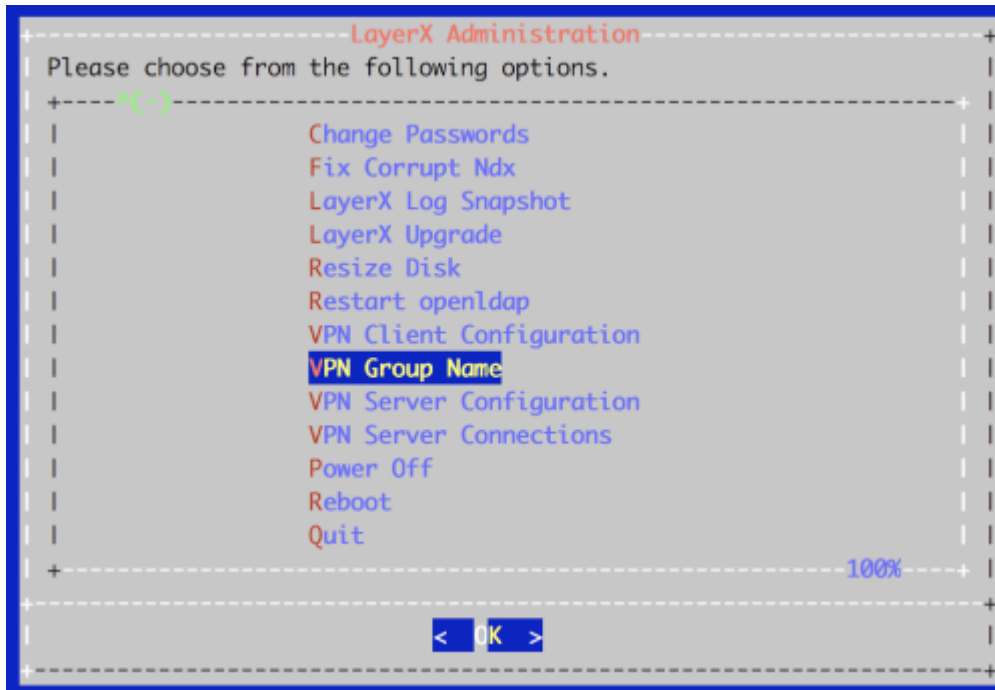 LayerX Administration
Please choose from the following options.
^(-)
Change Passwords
Fix Corrupt Ndx
LayerX Log Snapshot
LayerX Upgrade
Resize Disk
Restart openldap
VPN Client Configuration
VPN Group Name
VPN Server Configuration
VPN Server Connections
Power Off
Reboot
Quit
100%
< OK >